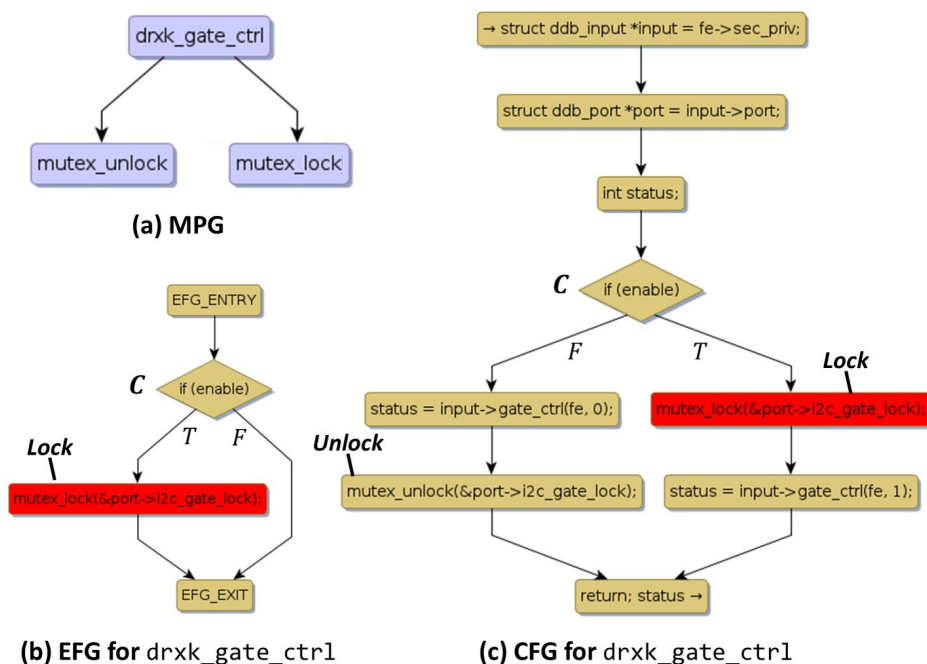 drxk_gate_ctrl
mutex_unlock
mutex_lock
(a) MPG
EFG_ENTRY
C
if (enable)
T
F
Lock
mutex_lock(&port->i2c_gate_lock);
EFG_EXIT
(b) EFG for drxk_gate_ctrl
→ struct ddb_input *input = fe->sec_priv;
struct ddb_port *port = input->port;
int status;
C
if (enable)
F
T
Lock
status = input->gate_ctrl(fe, 0);
mutex_lock(&port->i2c_gate_lock);
Unlock
mutex_unlock(&port->i2c_gate_lock);
status = input->gate_ctrl(fe, 1);
return; status →
(c) CFG for drxk_gate_ctrl